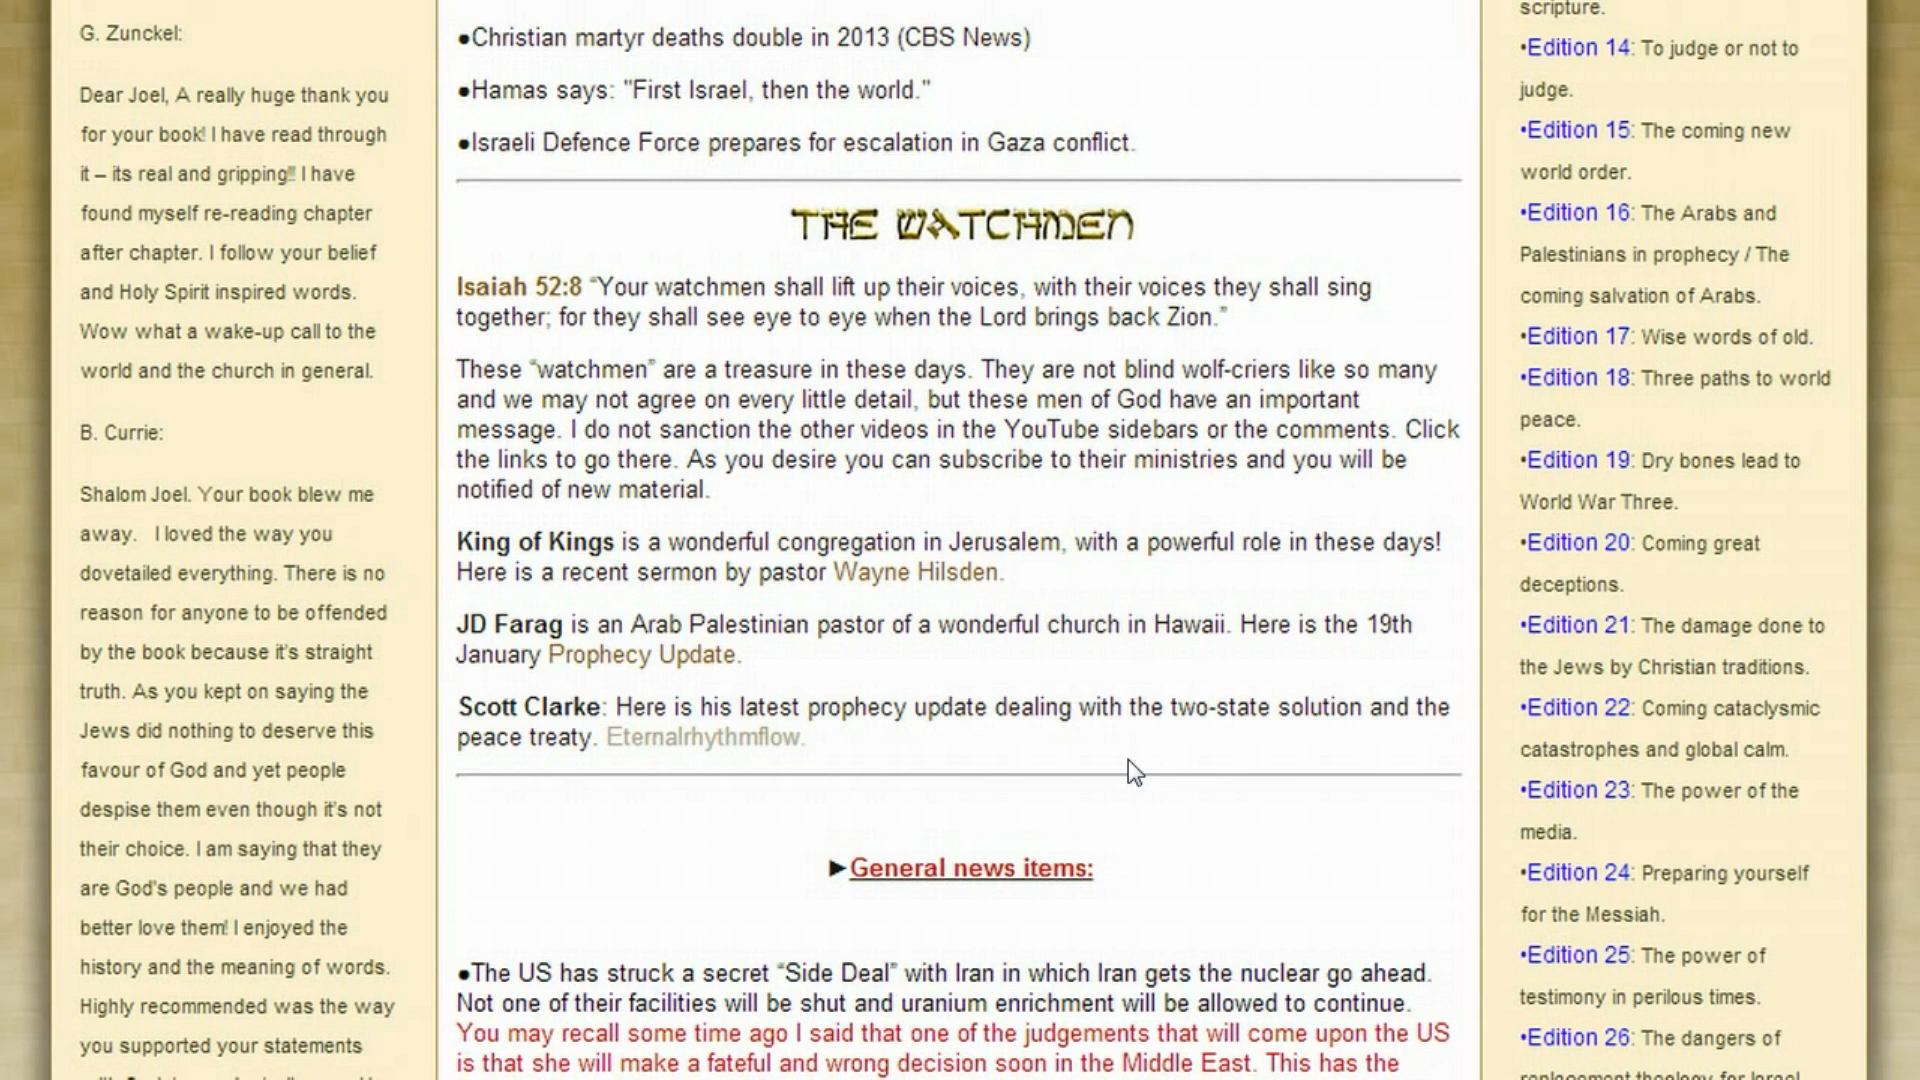 G. Zunckel:
Dear Joel, A really huge thank you
for your book! I have read through
it – its real and gripping!! I have
found myself re-reading chapter
after chapter. I follow your belief
and Holy Spirit inspired words.
Wow what a wake-up call to the
world and the church in general.
B. Currie:
Shalom Joel. Your book blew me
away. I loved the way you
dovetailed everything. There is no
reason for anyone to be offended
by the book because it's straight
truth. As you kept on saying the
Jews did nothing to deserve this
favour of God and yet people
despise them even though it's not
their choice. I am saying that they
are God's people and we had
better love them! I enjoyed the
history and the meaning of words.
Highly recommended was the way
you supported your statements
●Christian martyr deaths double in 2013 (CBS News)
●Hamas says: "First Israel, then the world."
●Israeli Defence Force prepares for escalation in Gaza conflict.
THE WATCHMEN
Isaiah 52:8 “Your watchmen shall lift up their voices, with their voices they shall sing
together; for they shall see eye to eye when the Lord brings back Zion.”
These “watchmen” are a treasure in these days. They are not blind wolf-criers like so many
and we may not agree on every little detail, but these men of God have an important
message. I do not sanction the other videos in the YouTube sidebars or the comments. Click
the links to go there. As you desire you can subscribe to their ministries and you will be
notified of new material.
King of Kings is a wonderful congregation in Jerusalem, with a powerful role in these days!
Here is a recent sermon by pastor Wayne Hilsden.
JD Farag is an Arab Palestinian pastor of a wonderful church in Hawaii. Here is the 19th
January Prophecy Update.
Scott Clarke: Here is his latest prophecy update dealing with the two-state solution and the
peace treaty. Eternalrhythmflow.
►General news items:
●The US has struck a secret “Side Deal” with Iran in which Iran gets the nuclear go ahead.
Not one of their facilities will be shut and uranium enrichment will be allowed to continue.
You may recall some time ago I said that one of the judgements that will come upon the US
is that she will make a fateful and wrong decision soon in the Middle East. This has the
scripture.
•Edition 14: To judge or not to
judge.
•Edition 15: The coming new
world order.
•Edition 16: The Arabs and
Palestinians in prophecy / The
coming salvation of Arabs.
•Edition 17: Wise words of old.
•Edition 18: Three paths to world
peace.
•Edition 19: Dry bones lead to
World War Three.
•Edition 20: Coming great
deceptions.
•Edition 21: The damage done to
the Jews by Christian traditions.
•Edition 22: Coming cataclysmic
catastrophes and global calm.
•Edition 23: The power of the
media.
•Edition 24: Preparing yourself
for the Messiah.
•Edition 25: The power of
testimony in perilous times.
•Edition 26: The dangers of
replacement theology for Israel